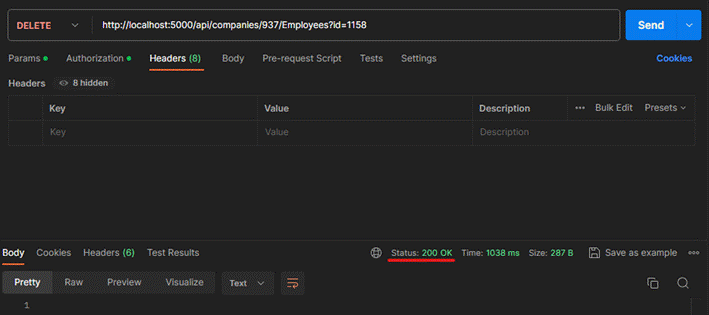 DELETE http://localhost:5000/api/companies/937/Employees?id=1158 Send
Params Authorization Headers (8) Body Pre-request Script Tests Settings Cookies
Headers 8 hidden
Key Value Description Bulk Edit Presets
Key Value Description
Body Cookies Headers (6) Test Results Status: 200 OK Time: 1038 ms Size: 287 B Save as example
Pretty Raw Preview Visualize Text
1